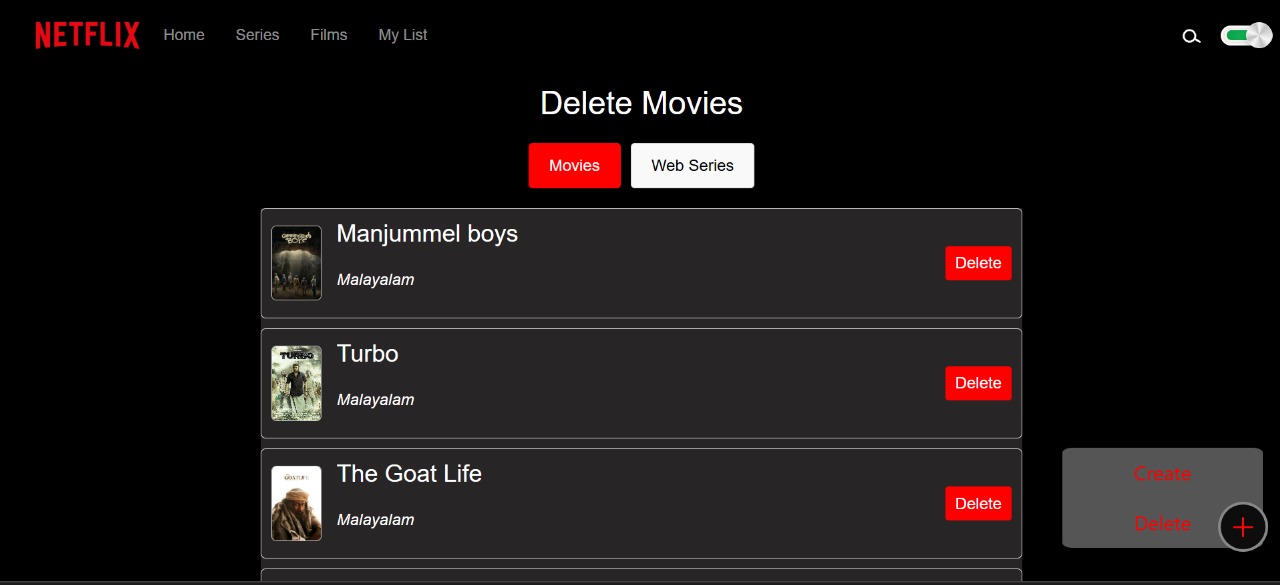 NETFLIX Home Series Films My List
Delete Movies
Movies Web Series
Manjummel boys
Malayalam
Delete
TURBO
Turbo
Malayalam
Delete
The Goat Life
Malayalam
Delete
Create
Delete